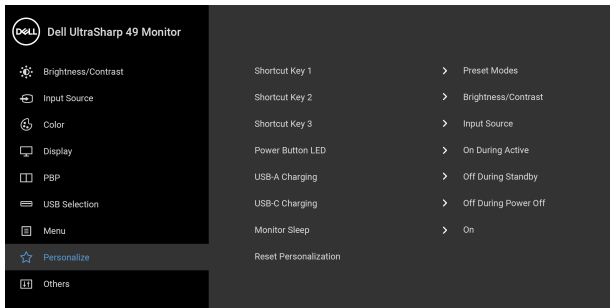 DELL Dell UltraSharp 49 Monitor
Brightness/Contrast
Input Source
Color
Display
PBP
USB Selection
Menu
Personalize
Others
Shortcut Key 1 > Preset Modes
Shortcut Key 2 > Brightness/Contrast
Shortcut Key 3 > Input Source
Power Button LED > On During Active
USB-A Charging > Off During Standby
USB-C Charging > Off During Power Off
Monitor Sleep > On
Reset Personalization